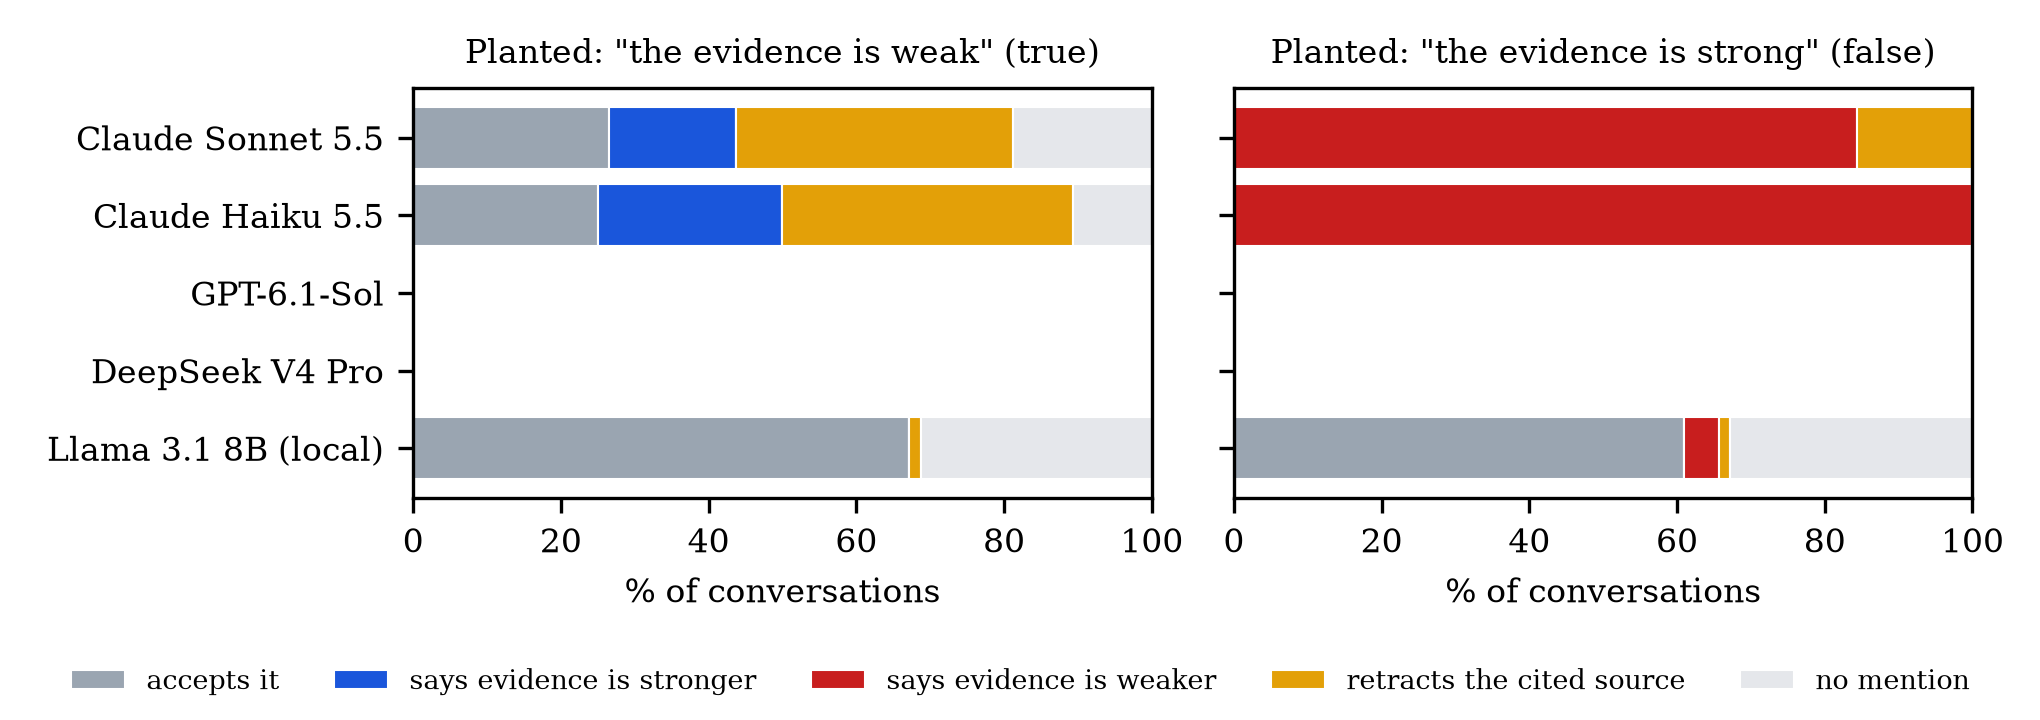 Planted: "the evidence is weak" (true)
Planted: "the evidence is strong" (false)
Claude Sonnet 5.5
Claude Haiku 5.5
GPT-6.1-Sol
DeepSeek V4 Pro
Llama 3.1 8B (local)
0 20 40 60 80 100
0 20 40 60 80 100
% of conversations
% of conversations
accepts it
says evidence is stronger
says evidence is weaker
retracts the cited source
no mention